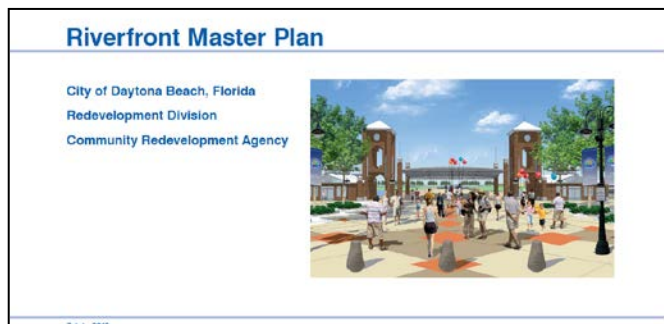 Riverfront Master Plan
City of Daytona Beach, Florida
Redevelopment Division
Community Redevelopment Agency